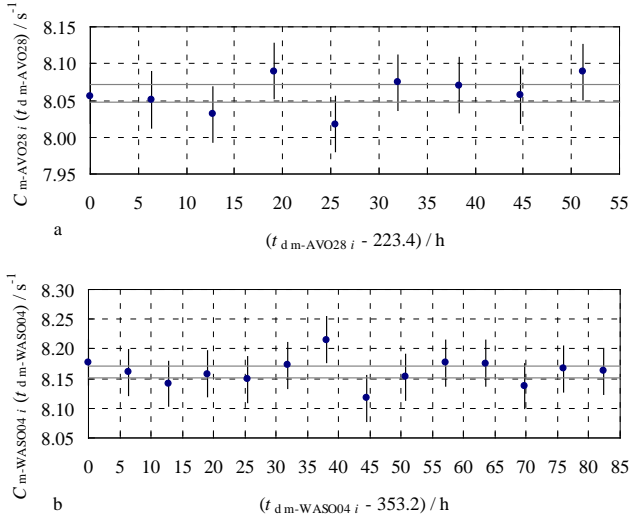 C m-AVO28 i (t d m-AVO28) / s⁻¹
8.15
8.10
8.05
8.00
7.95
0 5 10 15 20 25 30 35 40 45 50 55
a (t d m-AVO28 i - 223.4) / h
C m-WASO04 i (t d m-WASO04) / s⁻¹
8.30
8.25
8.20
8.15
8.10
8.05
0 5 10 15 20 25 30 35 40 45 50 55 60 65 70 75 80 85
b (t d m-WASO04 i - 353.2) / h